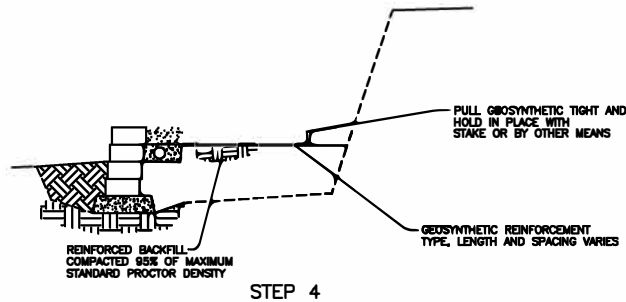 PULL GEOSYNTHETIC TIGHT AND
HOLD IN PLACE WITH
STAKE OR BY OTHER MEANS
GEOSYNTHETIC REINFORCEMENT
TYPE, LENGTH AND SPACING VARIES
REINFORCED BACKFILL
COMPACTED 95% OF MAXIMUM
STANDARD PROCTOR DENSITY
STEP 4